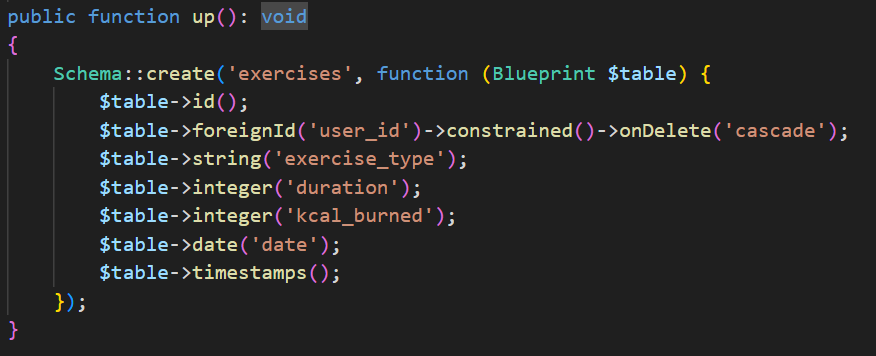 public function up(): void
{
Schema::create('exercises', function (Blueprint $table) {
$table->id();
$table->foreignId('user_id')->constrained()->onDelete('cascade');
$table->string('exercise_type');
$table->integer('duration');
$table->integer('kcal_burned');
$table->date('date');
$table->timestamps();
});
}